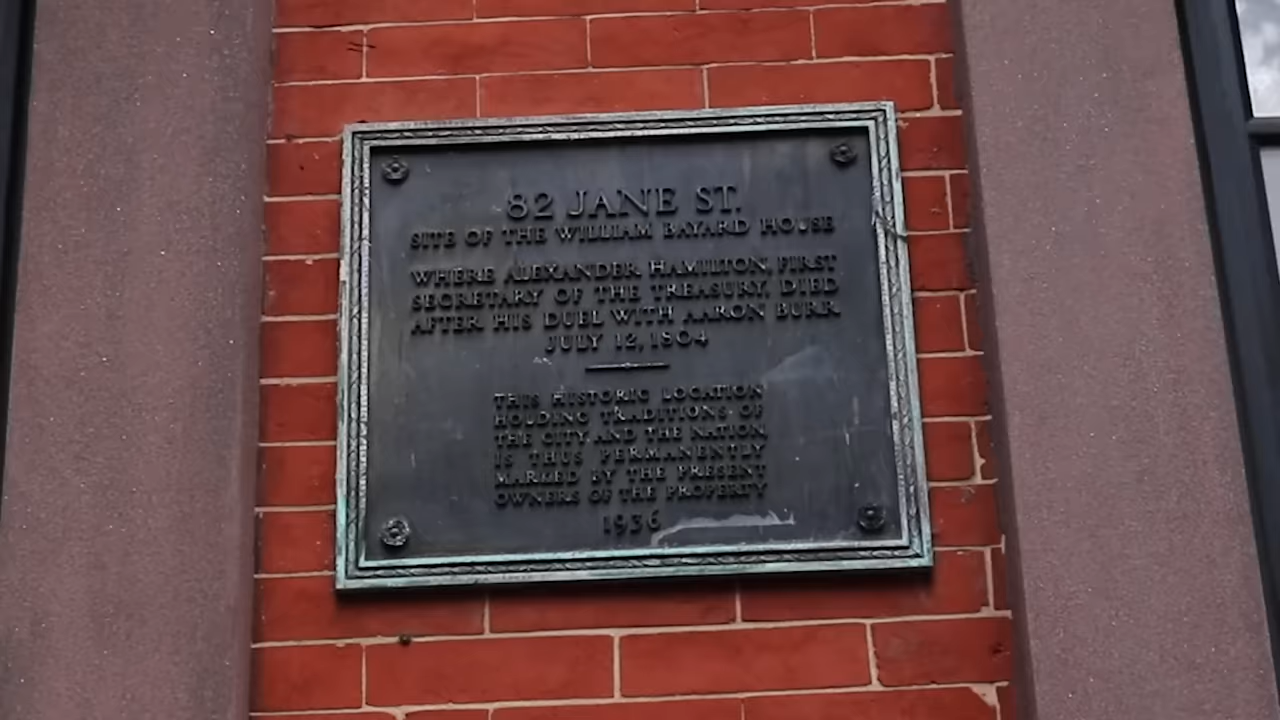 82 JANE ST.
SITE OF THE WILLIAM BAYARD HOUSE
WHERE ALEXANDER HAMILTON, FIRST
SECRETARY OF THE TREASURY, DIED
AFTER HIS DUEL WITH AARON BURR
JULY 12, 1804
THIS HISTORIC LOCATION
HOLDING TRADITIONS OF
THE CITY AND THE NATION
IS THUS PERMANENTLY
MARKED BY THE PRESENT
OWNERS OF THE PROPERTY
1936